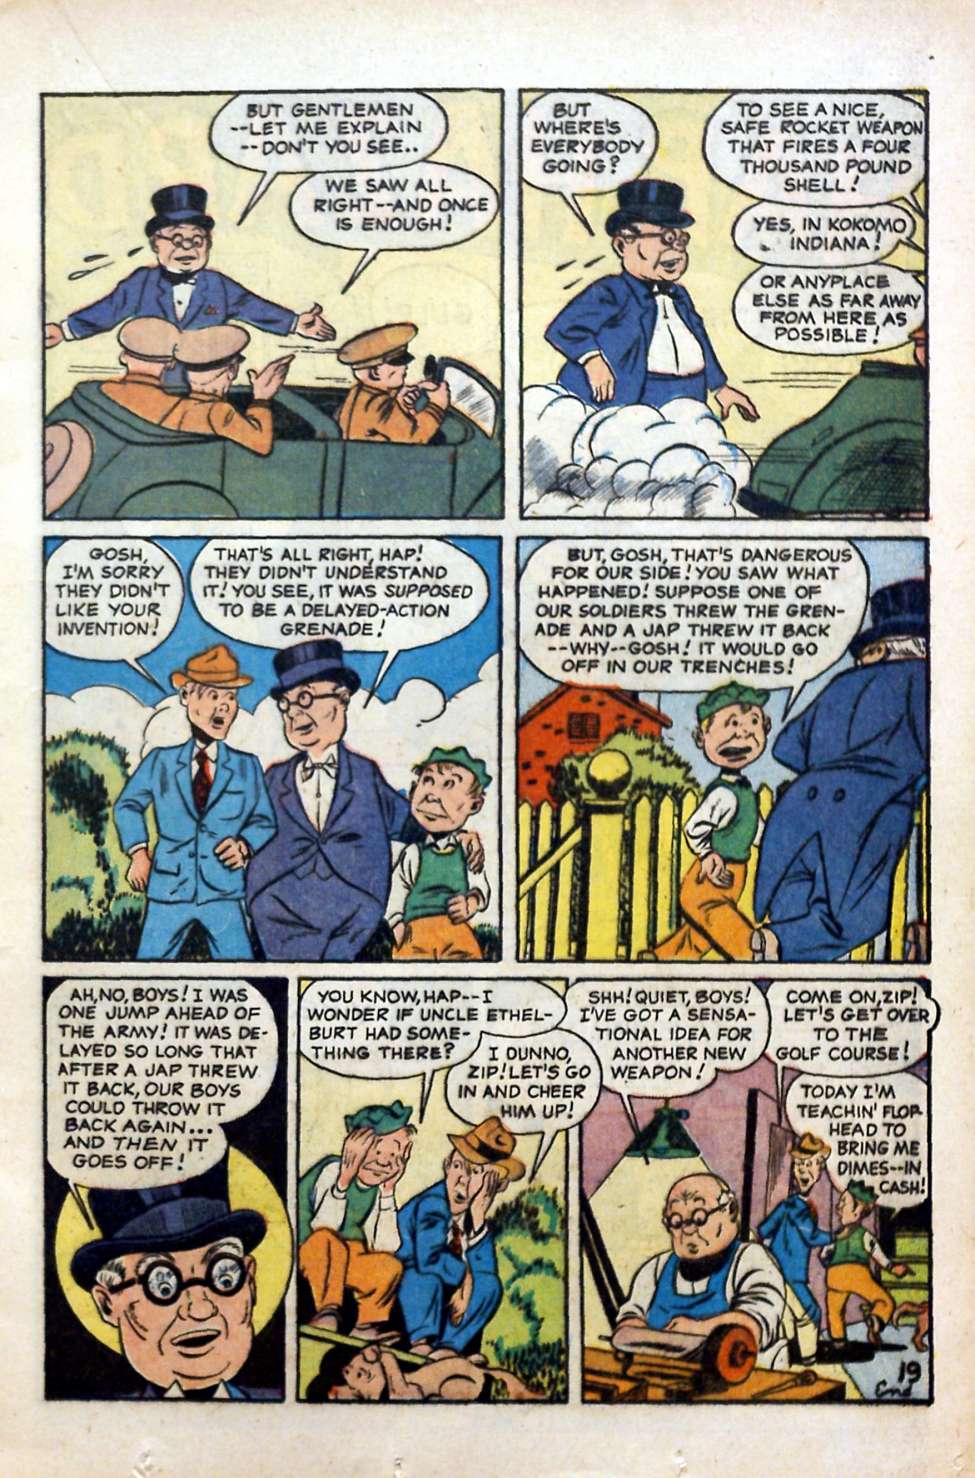 BUT GENTLEMEN
--LET ME EXPLAIN
--DON'T YOU SEE..
WE SAW ALL
RIGHT--AND ONCE
IS ENOUGH!
BUT
WHERE'S
EVERYBODY
GOING?
TO SEE A NICE,
SAFE ROCKET WEAPON
THAT FIRES A FOUR
THOUSAND POUND
SHELL!
YES, IN KOKOMO
INDIANA!
OR ANYPLACE
ELSE AS FAR AWAY
FROM HERE AS
POSSIBLE!
GOSH,
I'M SORRY
THEY DIDN'T
LIKE YOUR
INVENTION!
THAT'S ALL RIGHT, HAP!
THEY DIDN'T UNDERSTAND
IT! YOU SEE, IT WAS SUPPOSED
TO BE A DELAYED-ACTION
GRENADE!
BUT, GOSH, THAT'S DANGEROUS
FOR OUR SIDE! YOU SAW WHAT
HAPPENED! SUPPOSE ONE OF
OUR SOLDIERS THREW THE GREN-
ADE AND A JAP THREW IT BACK
--WHY--GOSH! IT WOULD GO
OFF IN OUR TRENCHES!
AH, NO, BOYS! I WAS
ONE JUMP AHEAD OF
THE ARMY! IT WAS DE-
LAYED SO LONG THAT
AFTER A JAP THREW
IT BACK, OUR BOYS
COULD THROW IT
BACK AGAIN...
AND THEN IT
GOES OFF!
YOU KNOW, HAP--I
WONDER IF UNCLE ETHEL-
BURT HAD SOME-
THING THERE?
I DUNNO,
ZIP! LET'S GO
IN AND CHEER
HIM UP!
SHH! QUIET, BOYS!
I'VE GOT A SENSA-
TIONAL IDEA FOR
ANOTHER NEW
WEAPON!
COME ON, ZIP!
LET'S GET OVER
TO THE
GOLF COURSE!
TODAY I'M
TEACHIN' FLOP-
HEAD TO
BRING ME
DIMES--IN
CASH!
19
End